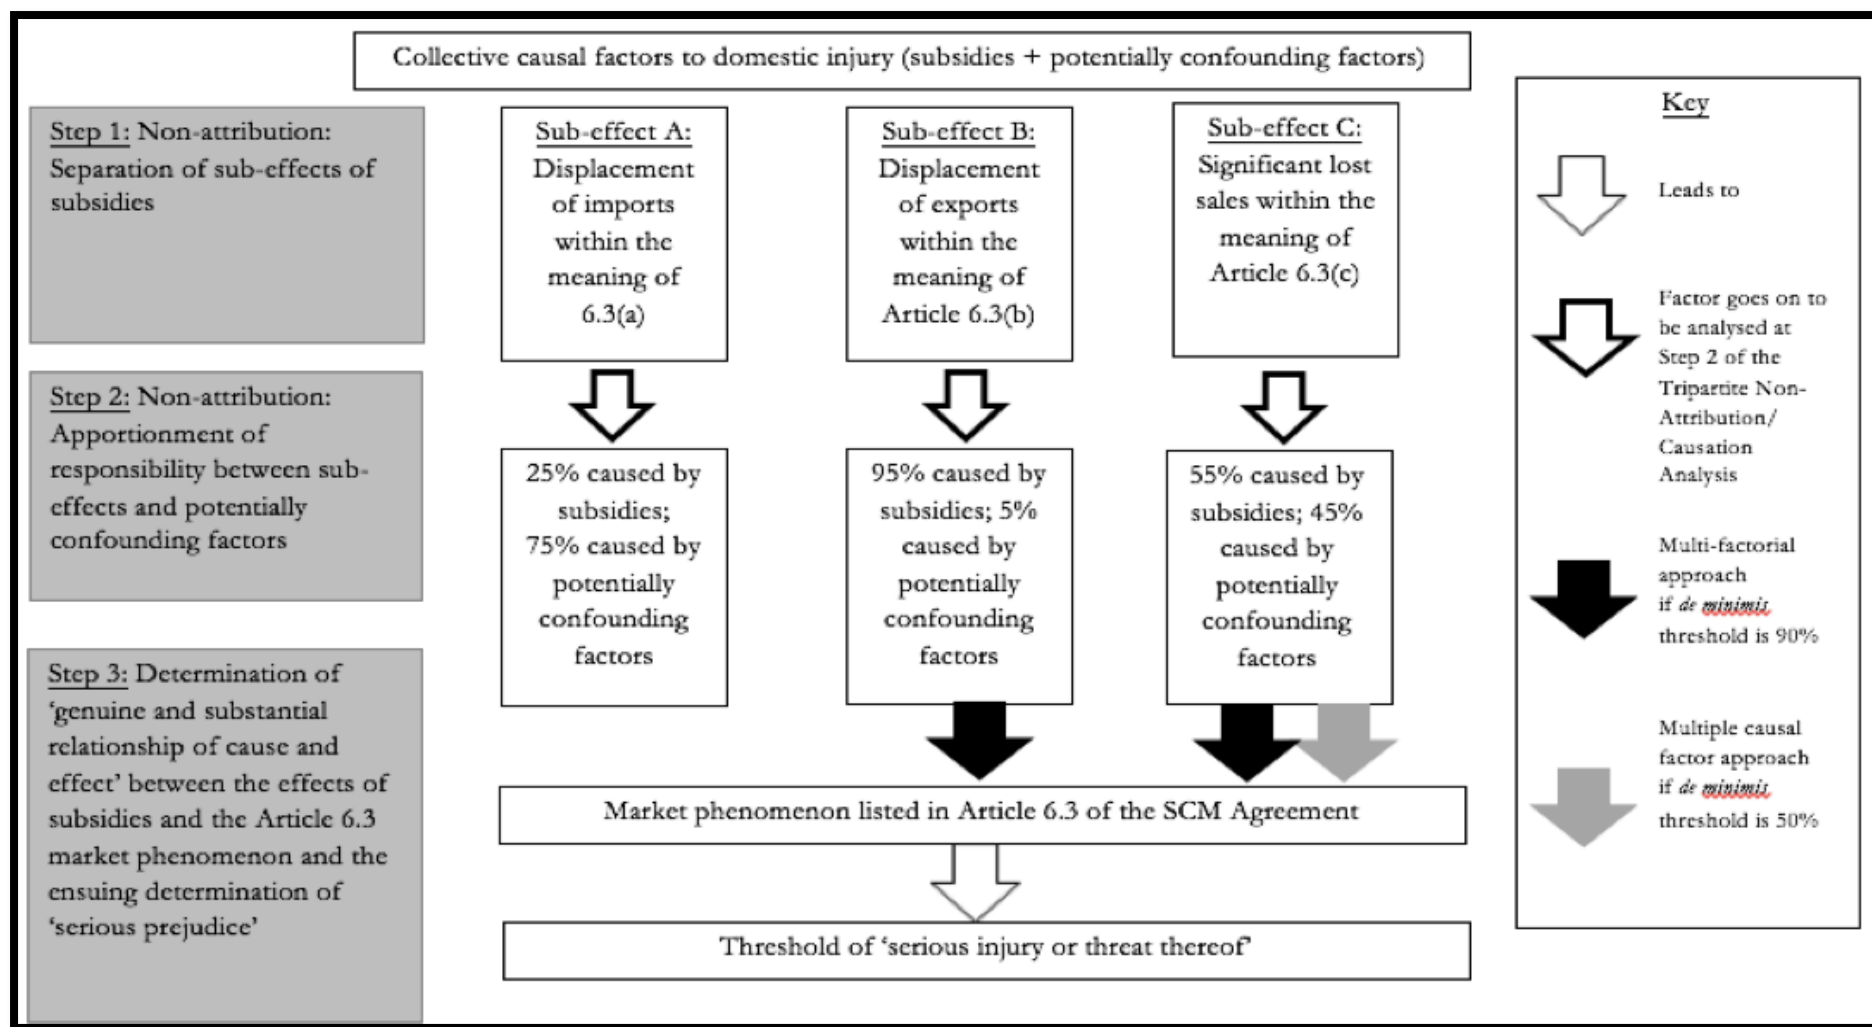 Collective causal factors to domestic injury (subsidies + potentially confounding factors)
Step 1: Non-attribution:
Separation of sub-effects of
subsidies
Sub-effect A:
Displacement
of imports
within the
meaning of
6.3(a)
Sub-effect B:
Displacement
of exports
within the
meaning of
Article 6.3(b)
Sub-effect C:
Significant lost
sales within the
meaning of
Article 6.3(c)
Step 2: Non-attribution:
Apportionment of
responsibility between sub-
effects and potentially
confounding factors
25% caused by
subsidies;
75% caused by
potentially
confounding
factors
95% caused by
subsidies; 5%
caused by
potentially
confounding
factors
55% caused by
subsidies; 45%
caused by
potentially
confounding
factors
Step 3: Determination of
‘genuine and substantial
relationship of cause and
effect’ between the effects of
subsidies and the Article 6.3
market phenomenon and the
ensuing determination of
‘serious prejudice’
Market phenomenon listed in Article 6.3 of the SCM Agreement
Threshold of ‘serious injury or threat thereof’
Key
Leads to
Factor goes on to
be analysed at
Step 2 of the
Tripartite Non-
Attribution/
Causation
Analysis
Multi-factorial
approach
if de minimis
threshold is 90%
Multiple causal
factor approach
if de minimis
threshold is 50%